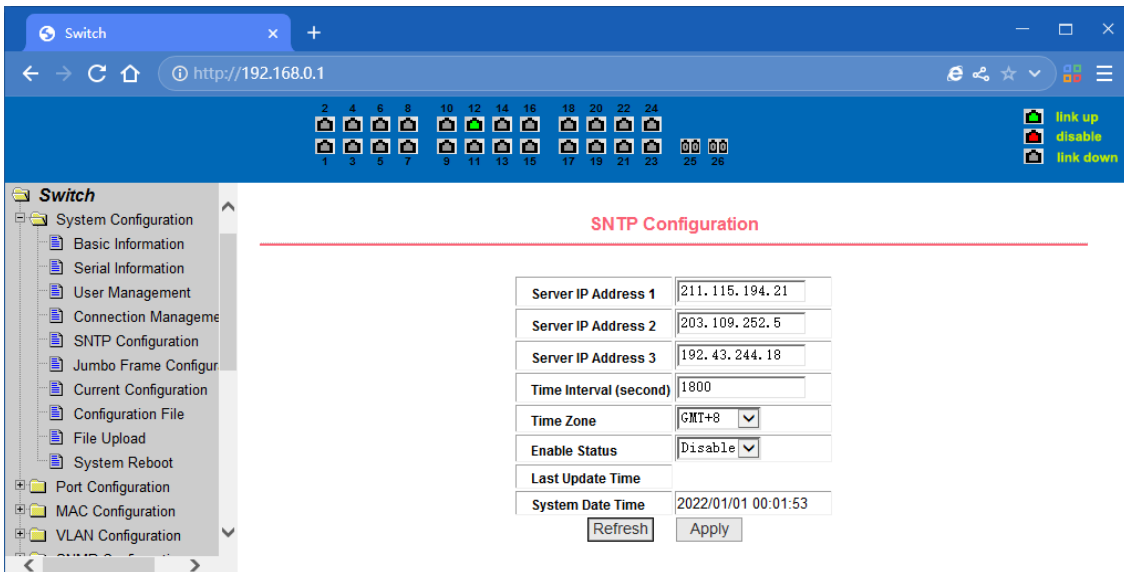 Switch
http://192.168.0.1
2 4 6 8 10 12 14 16 18 20 22 24
link up
disable
link down
1 3 5 7 9 11 13 15 17 19 21 23 25 26
Switch
System Configuration
Basic Information
Serial Information
User Management
Connection Manageme
SNTP Configuration
Jumbo Frame Configur
Current Configuration
Configuration File
File Upload
System Reboot
Port Configuration
MAC Configuration
VLAN Configuration
SNTP Configuration
Server IP Address 1 211.115.194.21
Server IP Address 2 203.109.252.5
Server IP Address 3 192.43.244.18
Time Interval (second) 1800
Time Zone GMT+8
Enable Status Disable
Last Update Time
System Date Time 2022/01/01 00:01:53
Refresh Apply